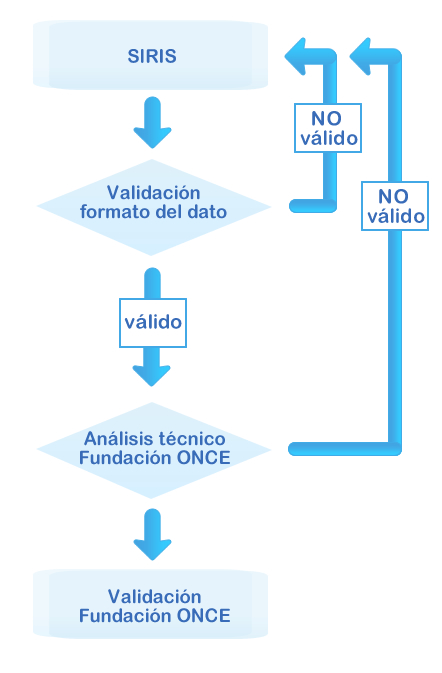 SIRIS
NO
válido
Validación
formato del dato
NO
válido
válido
Análisis técnico
Fundación ONCE
Validación
Fundación ONCE